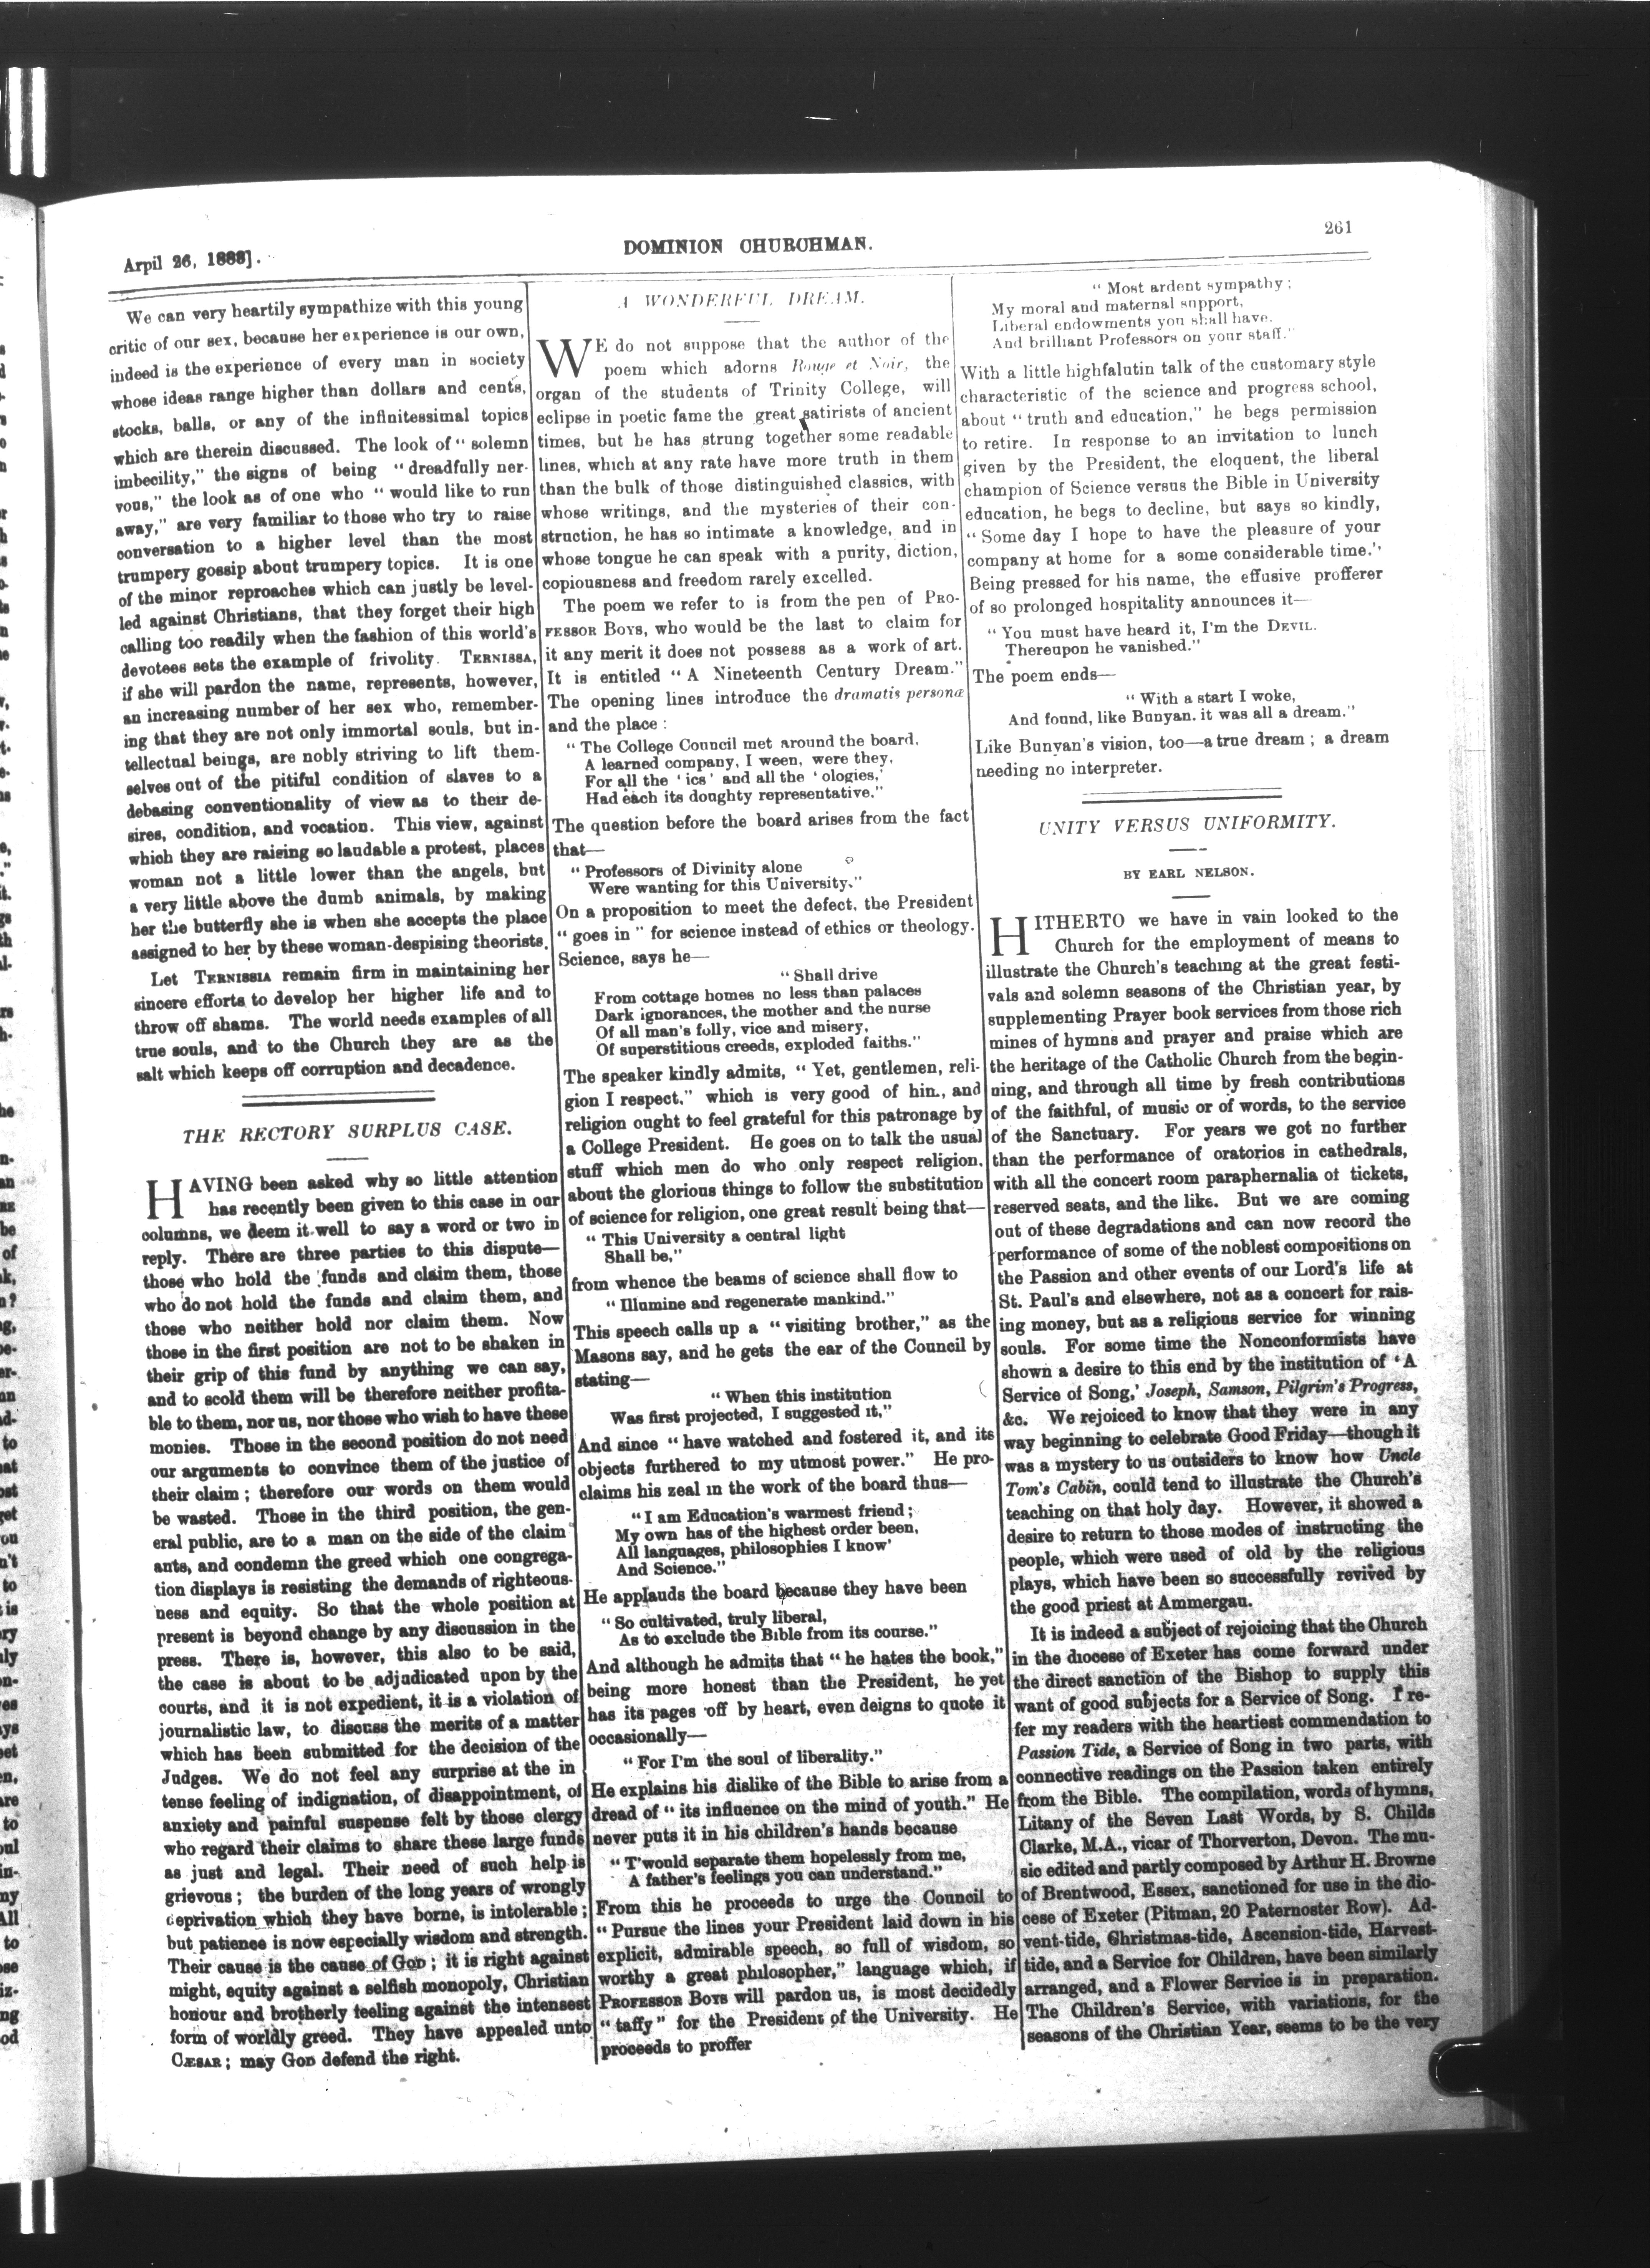 Arpil 26, 1888].
DOMINION CHURCHMAN.
261
We can very heartily sympathize with this young
critic of our sex, because her experience is our own,
indeed is the experience of every man in society
whose ideas range higher than dollars and cents,
stocks, balls, or any of the infinitessimal topics
which are therein discussed. The look of "solemn
imbecility," the signs of being "dreadfully ner-
vous," the look as of one who "would like to run
away," are very familiar to those who try to raise
conversation to a higher level than the most
trumpery gossip about trumpery topics. It is one
of the minor reproaches which can justly be level-
led against Christians, that they forget their high
calling too readily when the fashion of this world's
devotees sets the example of frivolity. TERNISSA,
if she will pardon the name, represents, however,
an increasing number of her sex who, remember-
ing that they are not only immortal souls, but in-
tellectual beings, are nobly striving to lift them-
selves out of the pitiful condition of slaves to a
debasing conventionality of view as to their de-
sires, condition, and vocation. This view, against
which they are raising so laudable a protest, places
woman not a little lower than the angels, but
a very little above the dumb animals, by making
her the butterfly she is when she accepts the place
assigned to her by these woman-despising theorists.
Let TERNISSIA remain firm in maintaining her
sincere efforts to develop her higher life and to
throw off shams. The world needs examples of all
true souls, and to the Church they are as the
salt which keeps off corruption and decadence.
THE RECTORY SURPLUS CASE.
HAVING been asked why so little attention
has recently been given to this case in our
columns, we deem it well to say a word or two in
reply. There are three parties to this dispute—
those who hold the funds and claim them, those
who do not hold the funds and claim them, and
those who neither hold nor claim them. Now
those in the first position are not to be shaken in
their grip of this fund by anything we can say,
and to scold them will be therefore neither profita-
ble to them, nor us, nor those who wish to have these
monies. Those in the second position do not need
our arguments to convince them of the justice of
their claim; therefore our words on them would
be wasted. Those in the third position, the gen-
eral public, are to a man on the side of the claim
ants, and condemn the greed which one congrega-
tion displays is resisting the demands of righteous-
ness and equity. So that the whole position at
present is beyond change by any discussion in the
press. There is, however, this also to be said,
the case is about to be adjudicated upon by the
courts, and it is not expedient, it is a violation of
journalistic law, to discuss the merits of a matter
which has been submitted for the decision of the
Judges. We do not feel any surprise at the in
tense feeling of indignation, of disappointment, of
anxiety and painful suspense felt by those clergy
who regard their claims to share these large funds
as just and legal. Their need of such help is
grievous; the burden of the long years of wrongly
deprivation which they have borne, is intolerable;
but patience is now especially wisdom and strength.
Their cause is the cause of GOD; it is right against
might, equity against a selfish monopoly, Christian
honour and brotherly feeling against the intensest
form of worldly greed. They have appealed unto
CÆSAR; may GOD defend the right.
A WONDERFUL DREAM.
WE do not suppose that the author of the
poem which adorns Rouge et Noir, the
organ of the students of Trinity College, will
eclipse in poetic fame the great satirists of ancient
times, but he has strung together some readable
lines, which at any rate have more truth in them
than the bulk of those distinguished classics, with
whose writings, and the mysteries of their con-
struction, he has so intimate a knowledge, and in
whose tongue he can speak with a purity, diction,
copiousness and freedom rarely excelled.
The poem we refer to is from the pen of PRO-
FESSOR BOYS, who would be the last to claim for
it any merit it does not possess as a work of art.
It is entitled "A Nineteenth Century Dream."
The opening lines introduce the dramatis personæ
and the place:
"The College Council met around the board,
A learned company, I ween, were they,
For all the 'ics' and all the 'ologies,'
Had each its doughty representative."
The question before the board arises from the fact
that—
"Professors of Divinity alone
Were wanting for this University."
On a proposition to meet the defect, the President
"goes in" for science instead of ethics or theology.
Science, says he—
"Shall drive
From cottage homes no less than palaces
Dark ignorances, the mother and the nurse
Of all man's folly, vice and misery,
Of superstitious creeds, exploded faiths."
The speaker kindly admits, "Yet, gentlemen, reli-
gion I respect," which is very good of him, and
religion ought to feel grateful for this patronage by
a College President. He goes on to talk the usual
stuff which men do who only respect religion,
about the glorious things to follow the substitution
of science for religion, one great result being that—
"This University a central light
Shall be,"
from whence the beams of science shall flow to
"Illumine and regenerate mankind."
This speech calls up a "visiting brother," as the
Masons say, and he gets the ear of the Council by
stating—
"When this institution
Was first projected, I suggested it,"
And since "have watched and fostered it, and its
objects furthered to my utmost power." He pro-
claims his zeal in the work of the board thus—
"I am Education's warmest friend;
My own has of the highest order been,
All languages, philosophies I know'
And Science."
He applauds the board because they have been
"So cultivated, truly liberal,
As to exclude the Bible from its course."
And although he admits that "he hates the book,"
being more honest than the President, he yet
has its pages off by heart, even deigns to quote it
occasionally—
"For I'm the soul of liberality."
He explains his dislike of the Bible to arise from a
dread of "its influence on the mind of youth." He
never puts it in his children's hands because
"T'would separate them hopelessly from me,
A father's feelings you can understand."
From this he proceeds to urge the Council to
"Pursue the lines your President laid down in his
explicit, admirable speech, so full of wisdom, so
worthy a great philosopher," language which, if
PROFESSOR BOYS will pardon us, is most decidedly
"taffy" for the President of the University. He
proceeds to proffer
"Most ardent sympathy;
My moral and maternal support,
Liberal endowments you shall have.
And brilliant Professors on your staff."
With a little highfalutin talk of the customary style
characteristic of the science and progress school,
about "truth and education," he begs permission
to retire. In response to an invitation to lunch
given by the President, the eloquent, the liberal
champion of Science versus the Bible in University
education, he begs to decline, but says so kindly,
"Some day I hope to have the pleasure of your
company at home for a some considerable time."
Being pressed for his name, the effusive profferer
of so prolonged hospitality announces it—
"You must have heard it, I'm the DEVIL.
Thereupon he vanished."
The poem ends—
"With a start I woke,
And found, like Bunyan. it was all a dream."
Like Bunyan's vision, too—a true dream; a dream
needing no interpreter.
UNITY VERSUS UNIFORMITY.
BY EARL NELSON.
HITHERTO we have in vain looked to the
Church for the employment of means to
illustrate the Church's teaching at the great festi-
vals and solemn seasons of the Christian year, by
supplementing Prayer book services from those rich
mines of hymns and prayer and praise which are
the heritage of the Catholic Church from the begin-
ning, and through all time by fresh contributions
of the faithful, of music or of words, to the service
of the Sanctuary. For years we got no further
than the performance of oratorios in cathedrals,
with all the concert room paraphernalia of tickets,
reserved seats, and the like. But we are coming
out of these degradations and can now record the
performance of some of the noblest compositions on
the Passion and other events of our Lord's life at
St. Paul's and elsewhere, not as a concert for rais-
ing money, but as a religious service for winning
souls. For some time the Nonconformists have
shown a desire to this end by the institution of 'A
Service of Song,' Joseph, Samson, Pilgrim's Progress,
&c. We rejoiced to know that they were in any
way beginning to celebrate Good Friday—though it
was a mystery to us outsiders to know how Uncle
Tom's Cabin, could tend to illustrate the Church's
teaching on that holy day. However, it showed a
desire to return to those modes of instructing the
people, which were used of old by the religious
plays, which have been so successfully revived by
the good priest at Ammergau.
It is indeed a subject of rejoicing that the Church
in the diocese of Exeter has come forward under
the direct sanction of the Bishop to supply this
want of good subjects for a Service of Song. I re-
fer my readers with the heartiest commendation to
Passion Tide, a Service of Song in two parts, with
connective readings on the Passion taken entirely
from the Bible. The compilation, words of hymns,
Litany of the Seven Last Words, by S. Childs
Clarke, M.A., vicar of Thorverton, Devon. The mu-
sic edited and partly composed by Arthur H. Browne
of Brentwood, Essex, sanctioned for use in the dio-
cese of Exeter (Pitman, 20 Paternoster Row). Ad-
vent-tide, Christmas-tide, Ascension-tide, Harvest-
tide, and a Service for Children, have been similarly
arranged, and a Flower Service is in preparation.
The Children's Service, with variations, for the
seasons of the Christian Year, seems to be the very